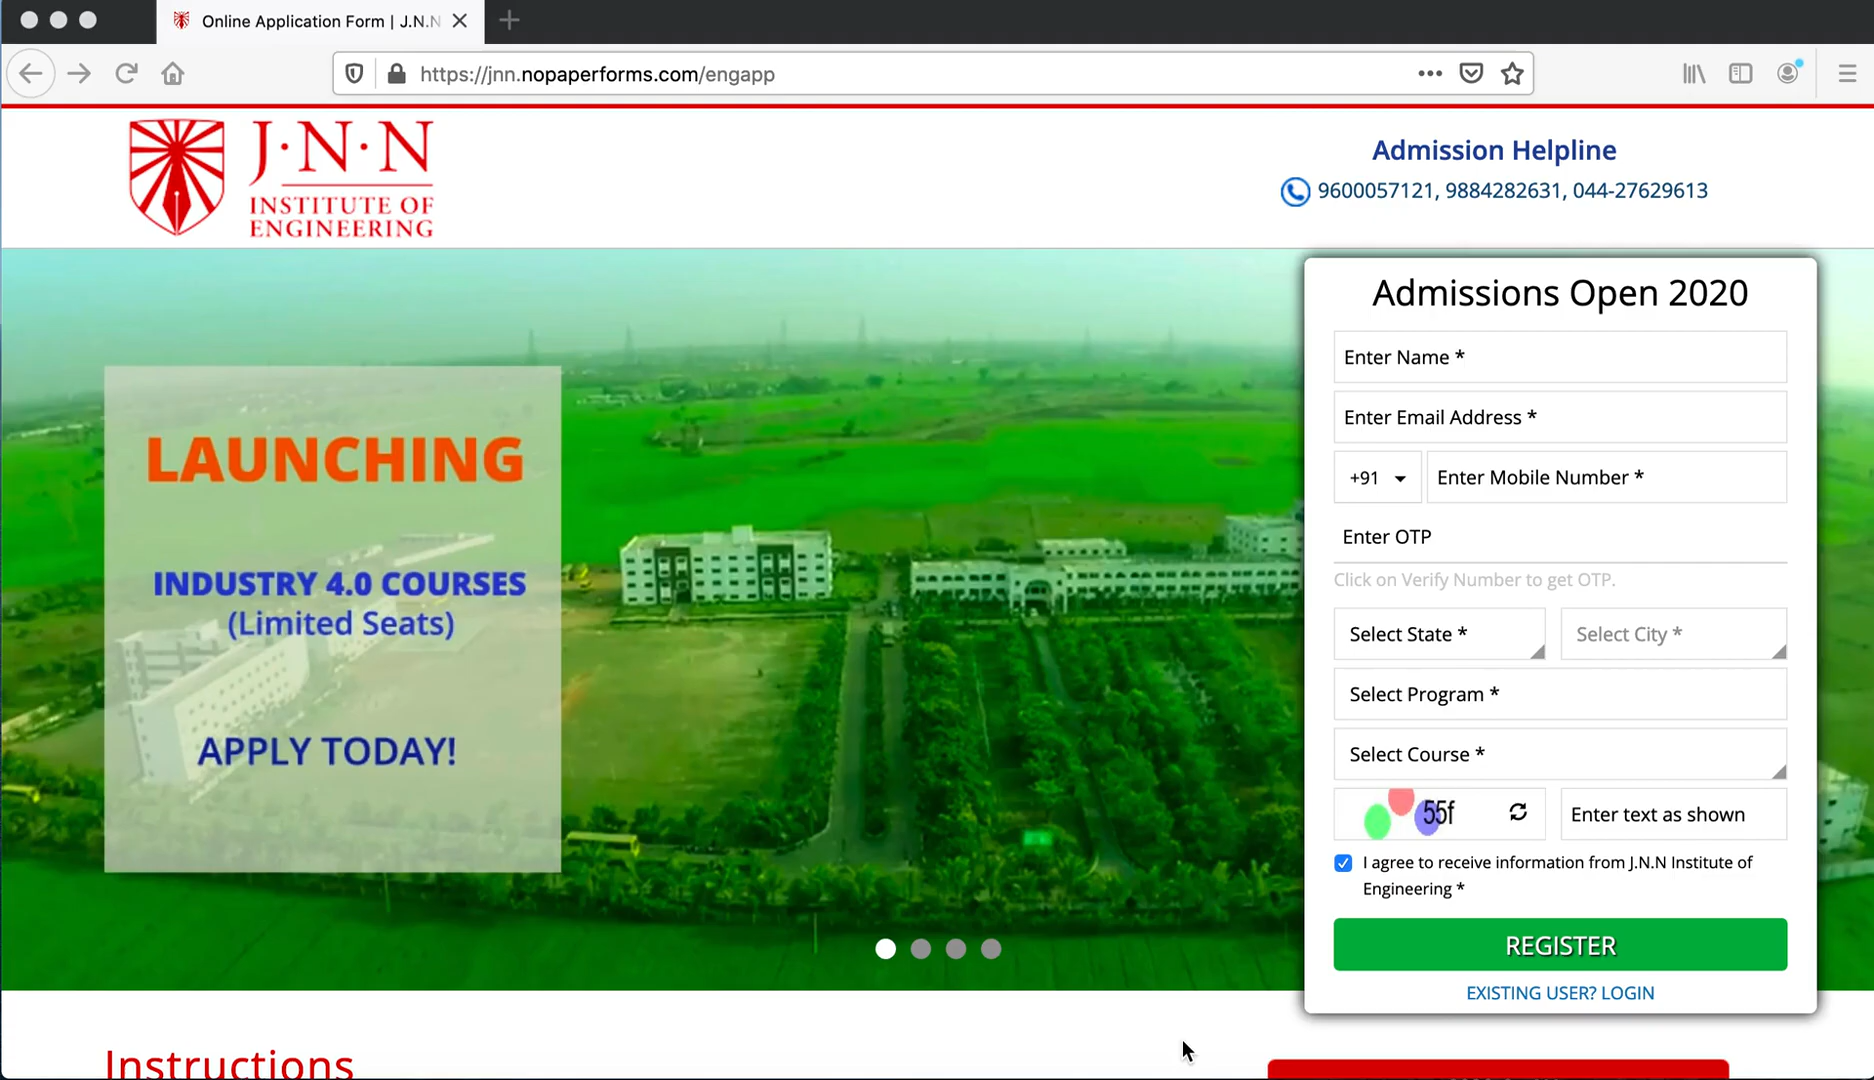 Online Application Form | J.N.N
https://jnn.nopaperforms.com/engapp
J·N·N
INSTITUTE OF
ENGINEERING
Admission Helpline
9600057121, 9884282631, 044-27629613
LAUNCHING
INDUSTRY 4.0 COURSES
(Limited Seats)
APPLY TODAY!
Admissions Open 2020
Enter Name *
Enter Email Address *
+91
Enter Mobile Number *
Enter OTP
Click on Verify Number to get OTP.
Select State *
Select City *
Select Program *
Select Course *
55f
Enter text as shown
I agree to receive information from J.N.N Institute of
Engineering *
REGISTER
EXISTING USER? LOGIN
Instructions